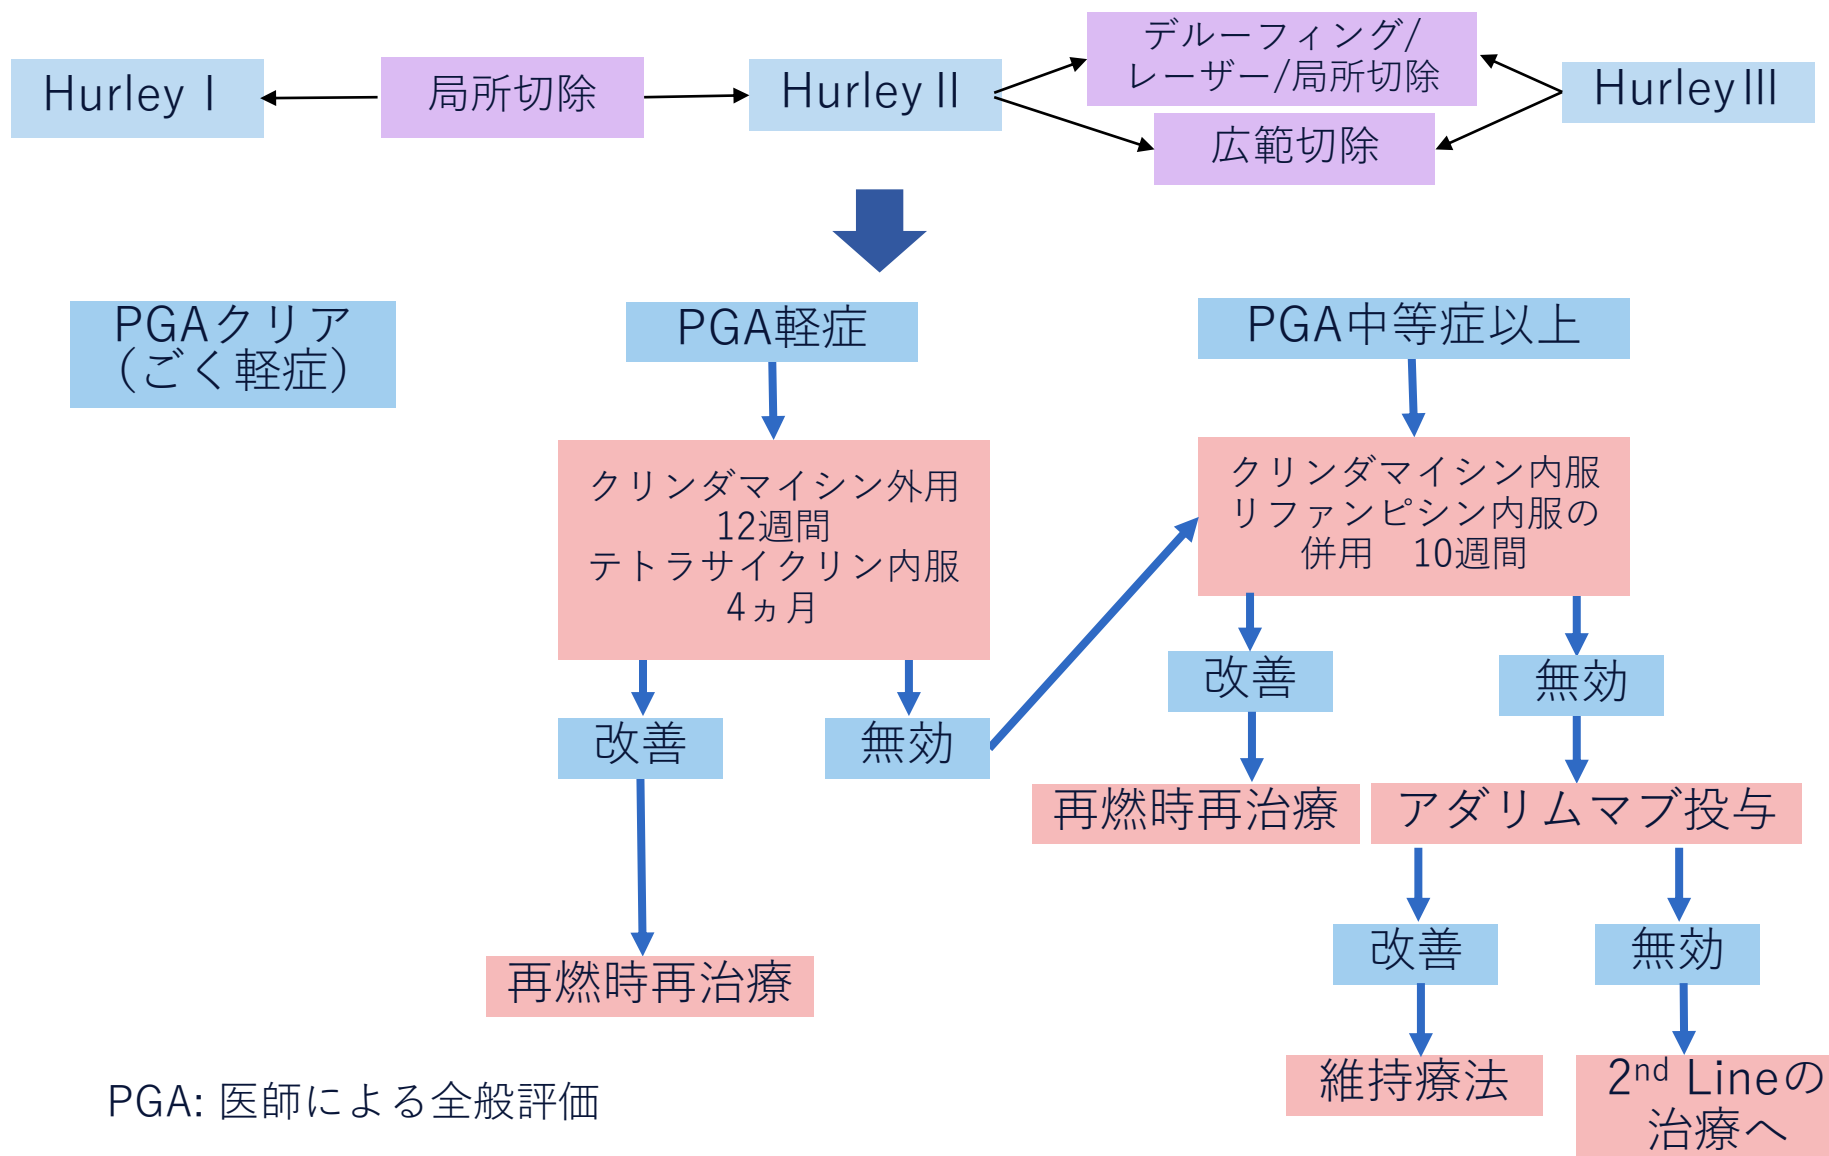 Hurley Ⅰ
局所切除
Hurley Ⅱ
デルーフィング/
レーザー/局所切除
広範切除
Hurley Ⅲ
PGAクリア
（ごく軽症）
PGA軽症
PGA中等症以上
クリンダマイシン外用
12週間
テトラサイクリン内服
4ヵ月
クリンダマイシン内服
リファンピシン内服の
併用　10週間
改善
無効
改善
無効
再燃時再治療
アダリムマブ投与
改善
無効
再燃時再治療
維持療法
2nd Lineの
治療へ
PGA: 医師による全般評価